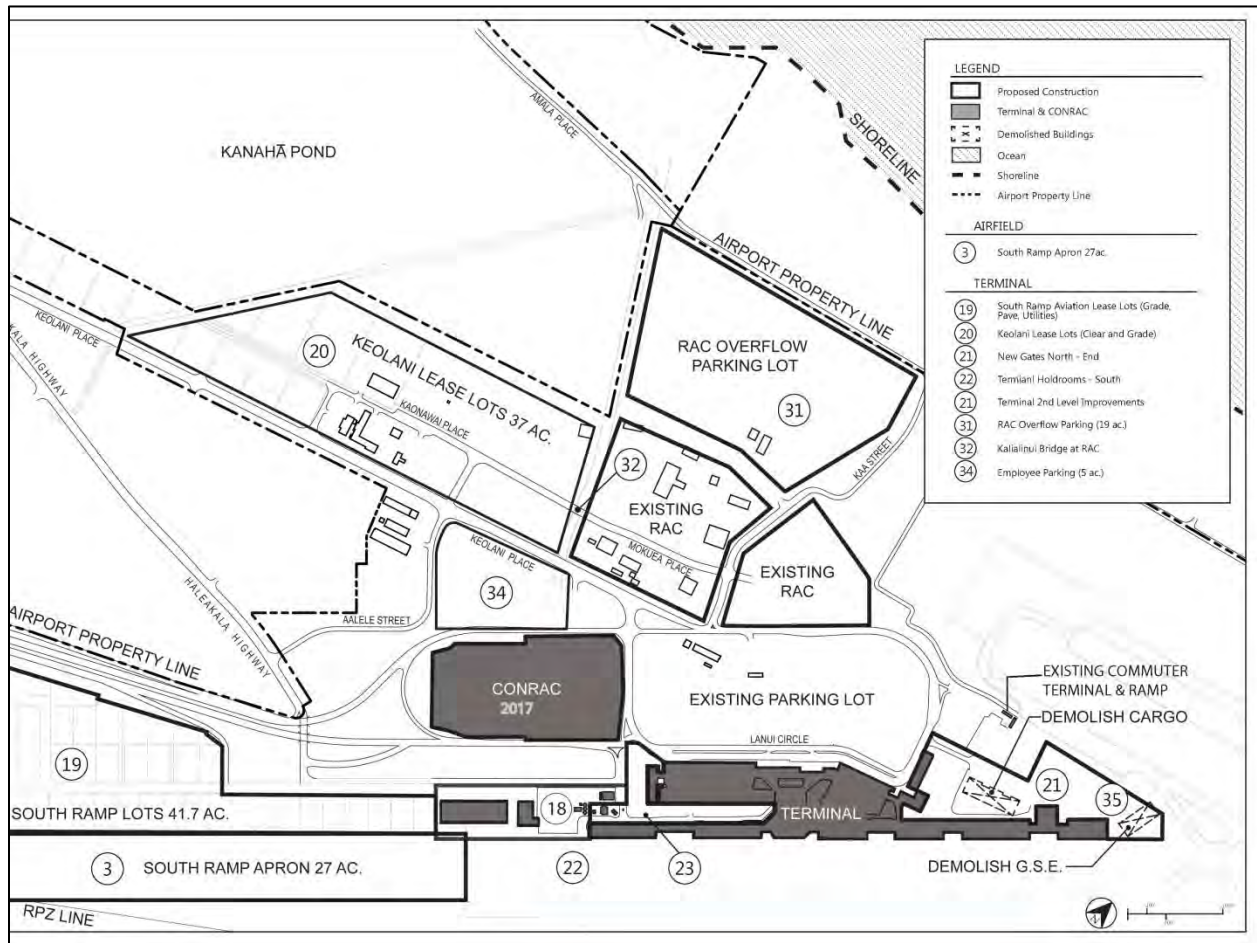 KANAHĀ POND
AMALA PLACE
SHORELINE
AIRPORT PROPERTY LINE
KEOLANI PLACE
KALA HIGHWAY
HALEAKALA HIGHWAY
20
KEOLANI LEASE LOTS 37 AC.
KAONAWAI PLACE
RAC OVERFLOW
PARKING LOT
31
KAA STREET
32
EXISTING
RAC
MOKUEA PLACE
EXISTING
RAC
KEOLANI PLACE
34
AALELE STREET
AIRPORT PROPERTY LINE
CONRAC
2017
EXISTING PARKING LOT
LANUI CIRCLE
EXISTING COMMUTER
TERMINAL & RAMP
DEMOLISH CARGO
19
SOUTH RAMP LOTS 41.7 AC.
18
TERMINAL
21
35
3
SOUTH RAMP APRON 27 AC.
22
23
DEMOLISH G.S.E.
RPZ LINE
LEGEND
Proposed Construction
Terminal & CONRAC
Demolished Buildings
Ocean
Shoreline
Airport Property Line
AIRFIELD
3 South Ramp Apron 27ac.
TERMINAL
19 South Ramp Aviation Lease Lots (Grade,
Pave, Utilities)
20 Keolani Lease Lots (Clear and Grade)
21 New Gates North - End
22 Termianl Holdrooms - South
21 Terminal 2nd Level Improvements
31 RAC Overflow Parking (19 ac.)
32 Kalialinui Bridge at RAC
34 Employee Parking (5 ac.)